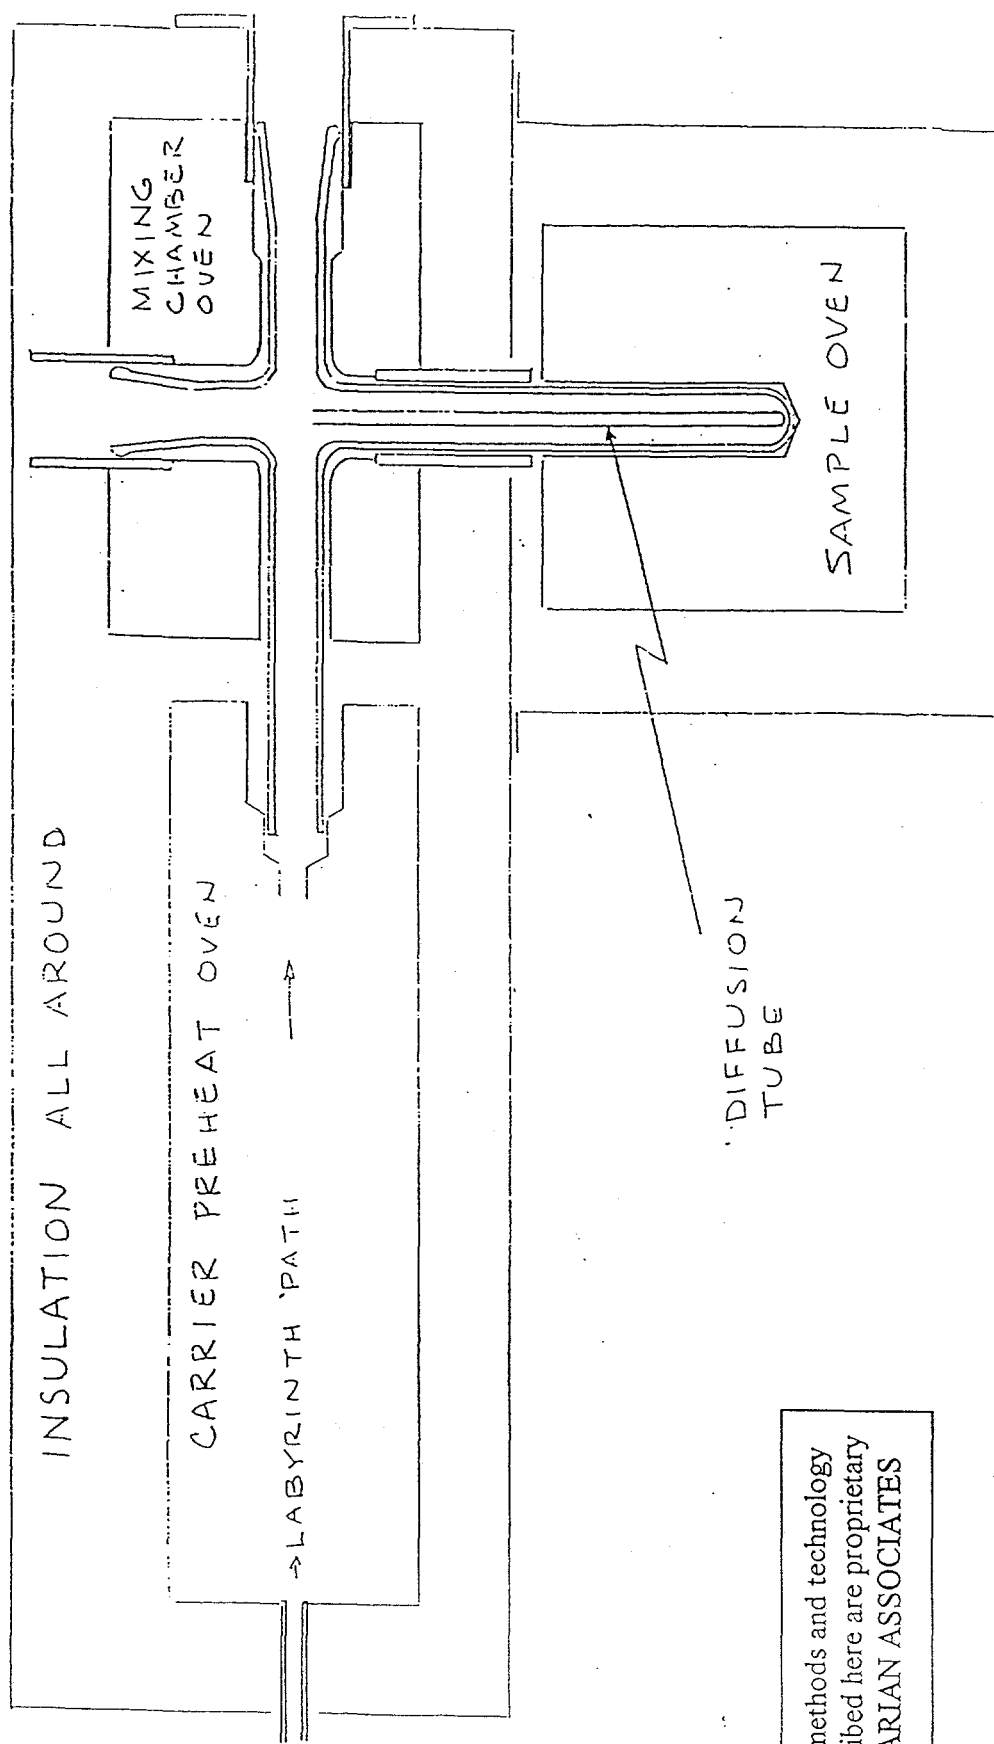 INSULATION ALL AROUND
CARRIER PREHEAT OVEN
→LABYRINTH PATH
MIXING
CHAMBER
OVEN
SAMPLE OVEN
DIFFUSION
TUBE
methods and technology
ibed here are proprietary
ARIAN ASSOCIATES